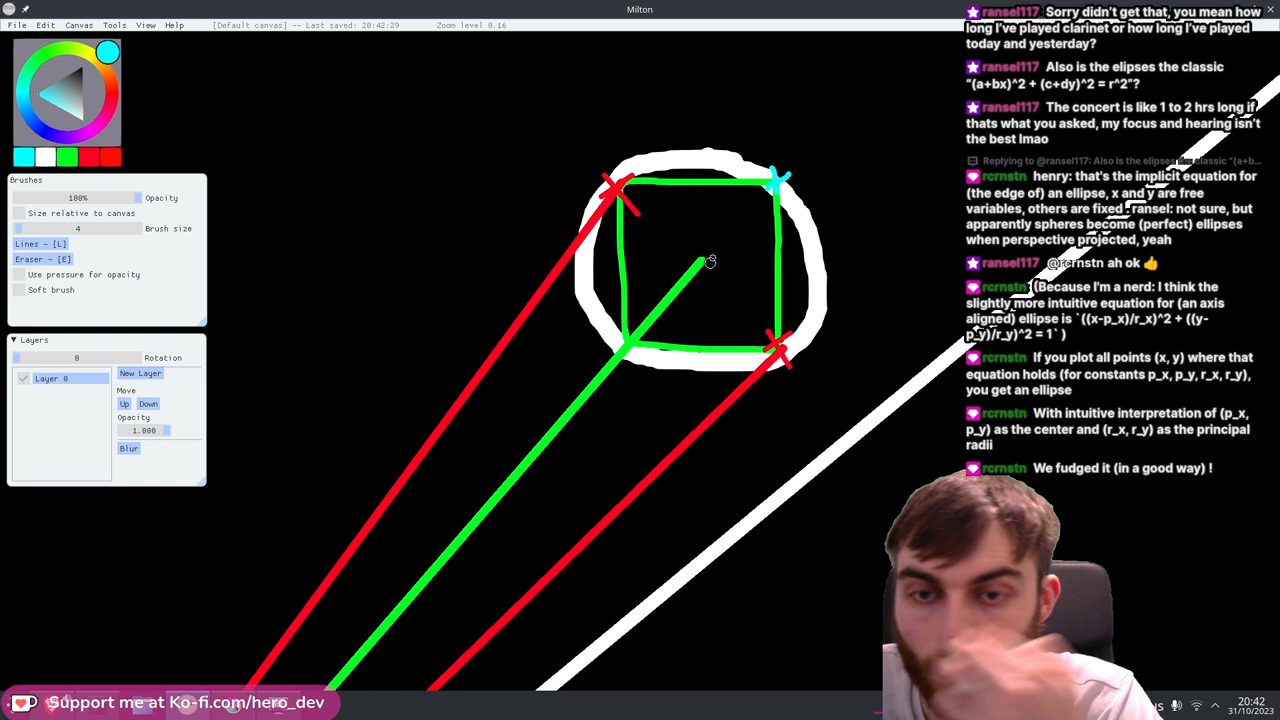 Milton
File Edit Canvas Tools View Help [Default canvas] -- Last saved: 20:42:29 Zoom level 0.16
Brushes
100% Opacity
Size relative to canvas
4 Brush size
Lines - [L]
Eraser - [E]
Use pressure for opacity
Soft brush
Layers
0 Rotation
Layer 0
New Layer
Move
Up Down
Opacity
1.000
Blur
ransel117 Sorry didn't get that, you mean how
long I've played clarinet or how long I've played
today and yesterday?
ransel117 Also is the elipses the classic
"(a+bx)^2 + (c+dy)^2 = r^2"?
ransel117 The concert is like 1 to 2 hrs long if
thats what you asked, my focus and hearing isn't
the best lmao
Replying to @ransel117: Also is the elipses the classic "(a+b...
rcrnstn henry: that's the implicit equation for
(the edge of) an ellipse, x and y are free
variables, others are fixed ransel: not sure, but
apparently spheres become (perfect) ellipses
when perspective projected, yeah
ransel117 @rcrnstn ah ok 👍
rcrnstn (Because I'm a nerd: I think the
slightly more intuitive equation for (an axis
aligned) ellipse is `((x-p_x)/r_x)^2 + ((y-
p_y)/r_y)^2 = 1` )
rcrnstn If you plot all points (x, y) where that
equation holds (for constants p_x, p_y, r_x, r_y),
you get an ellipse
rcrnstn With intuitive interpretation of (p_x,
p_y) as the center and (r_x, r_y) as the principal
radii
rcrnstn We fudged it (in a good way) !
Support me at Ko-fi.com/hero_dev
US
20:42
31/10/2023